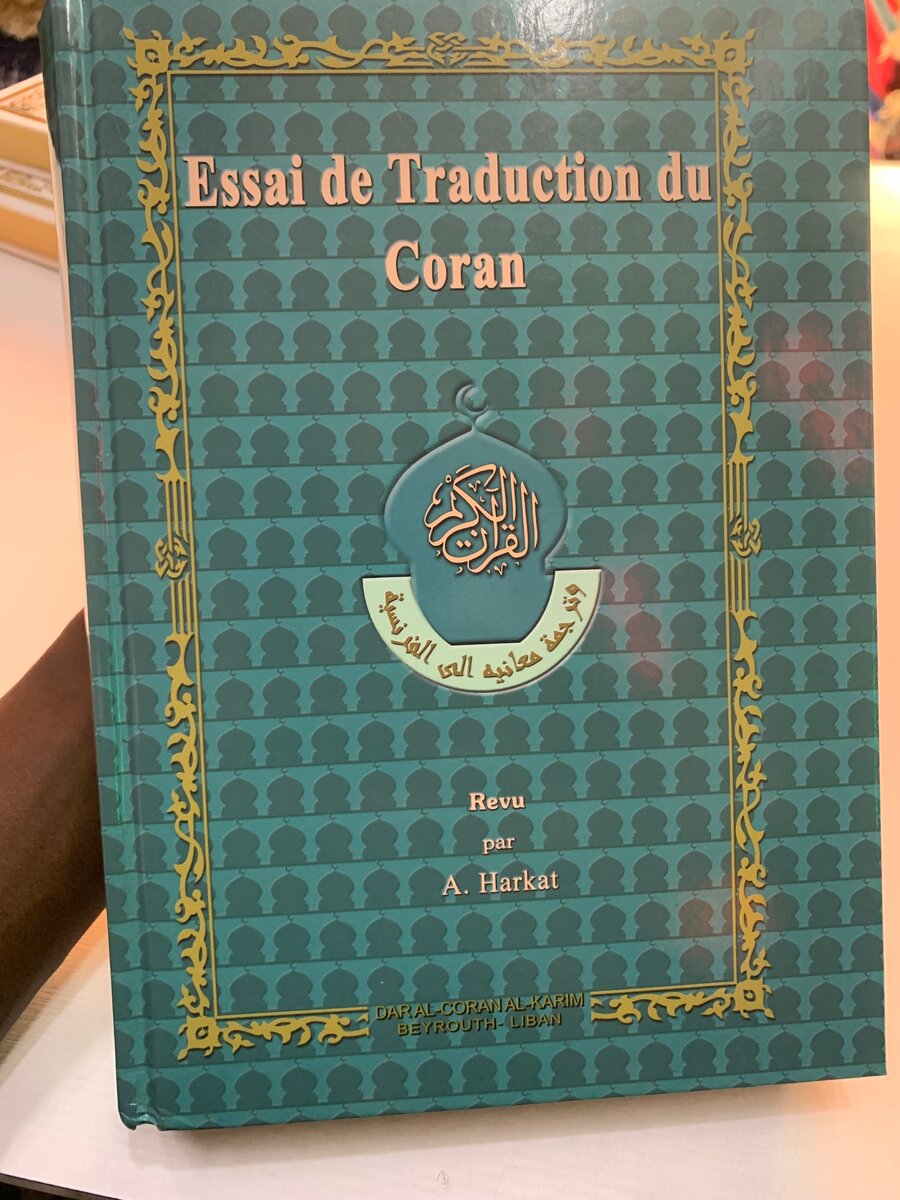 Essai de Traduction du
Coran
القرآن الكريم
وترجمة معانيه الى الفرنسية
Revu
par
A. Harkat
DAR AL-CORAN AL-KARIM
BEYROUTH- LIBAN